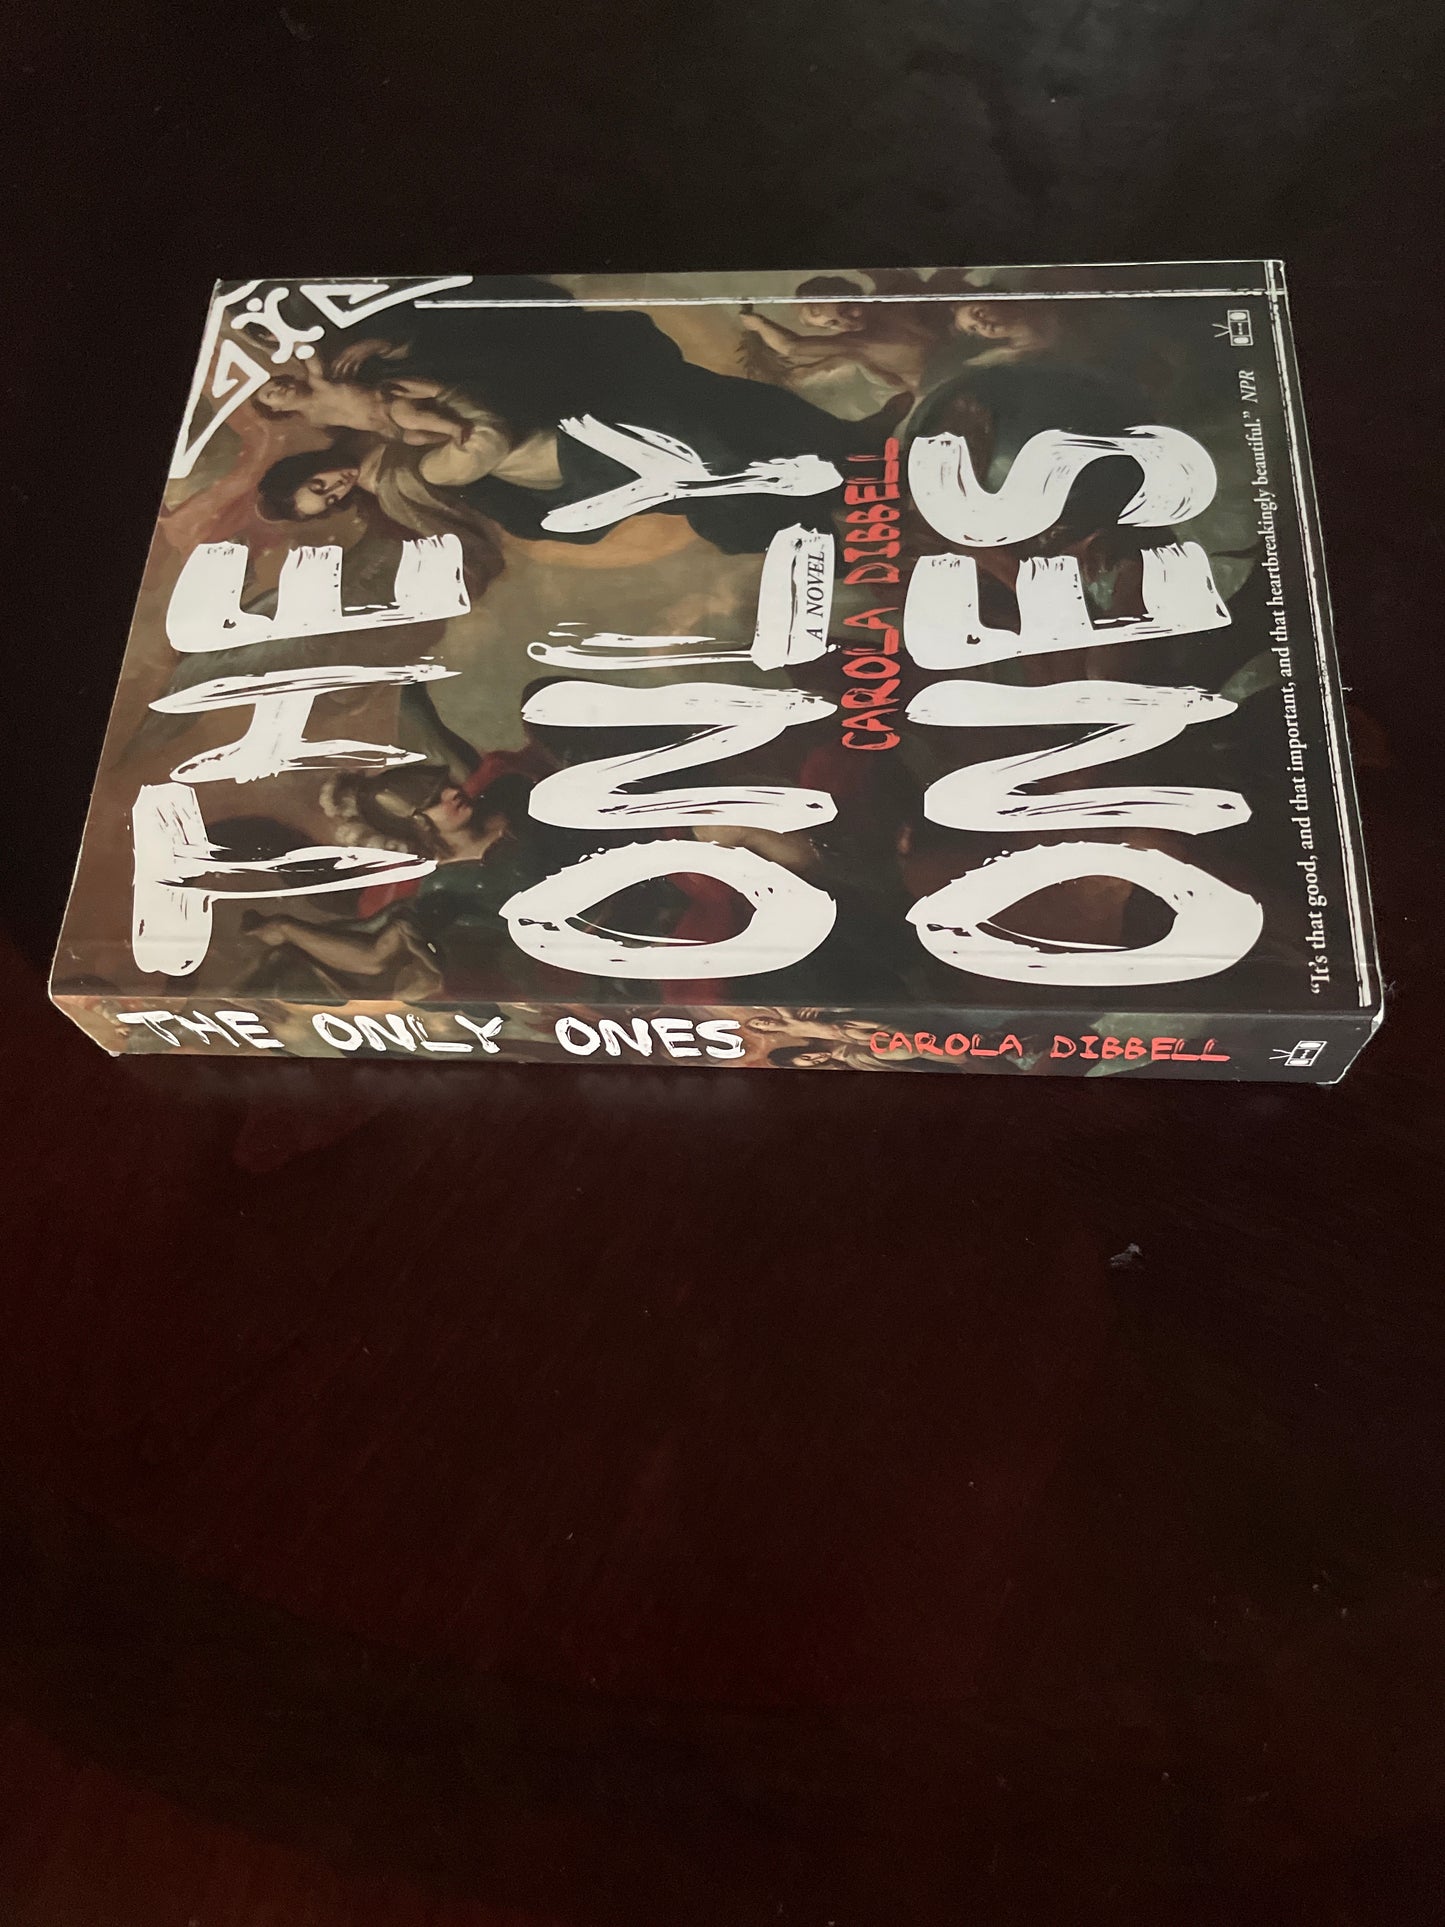 THE
ONLY
A NOVEL
CAROLA DIBBELL
ONES
“It’s that good, and that important, and that heartbreakingly beautiful.” NPR
THE ONLY ONES CAROLA DIBBELL